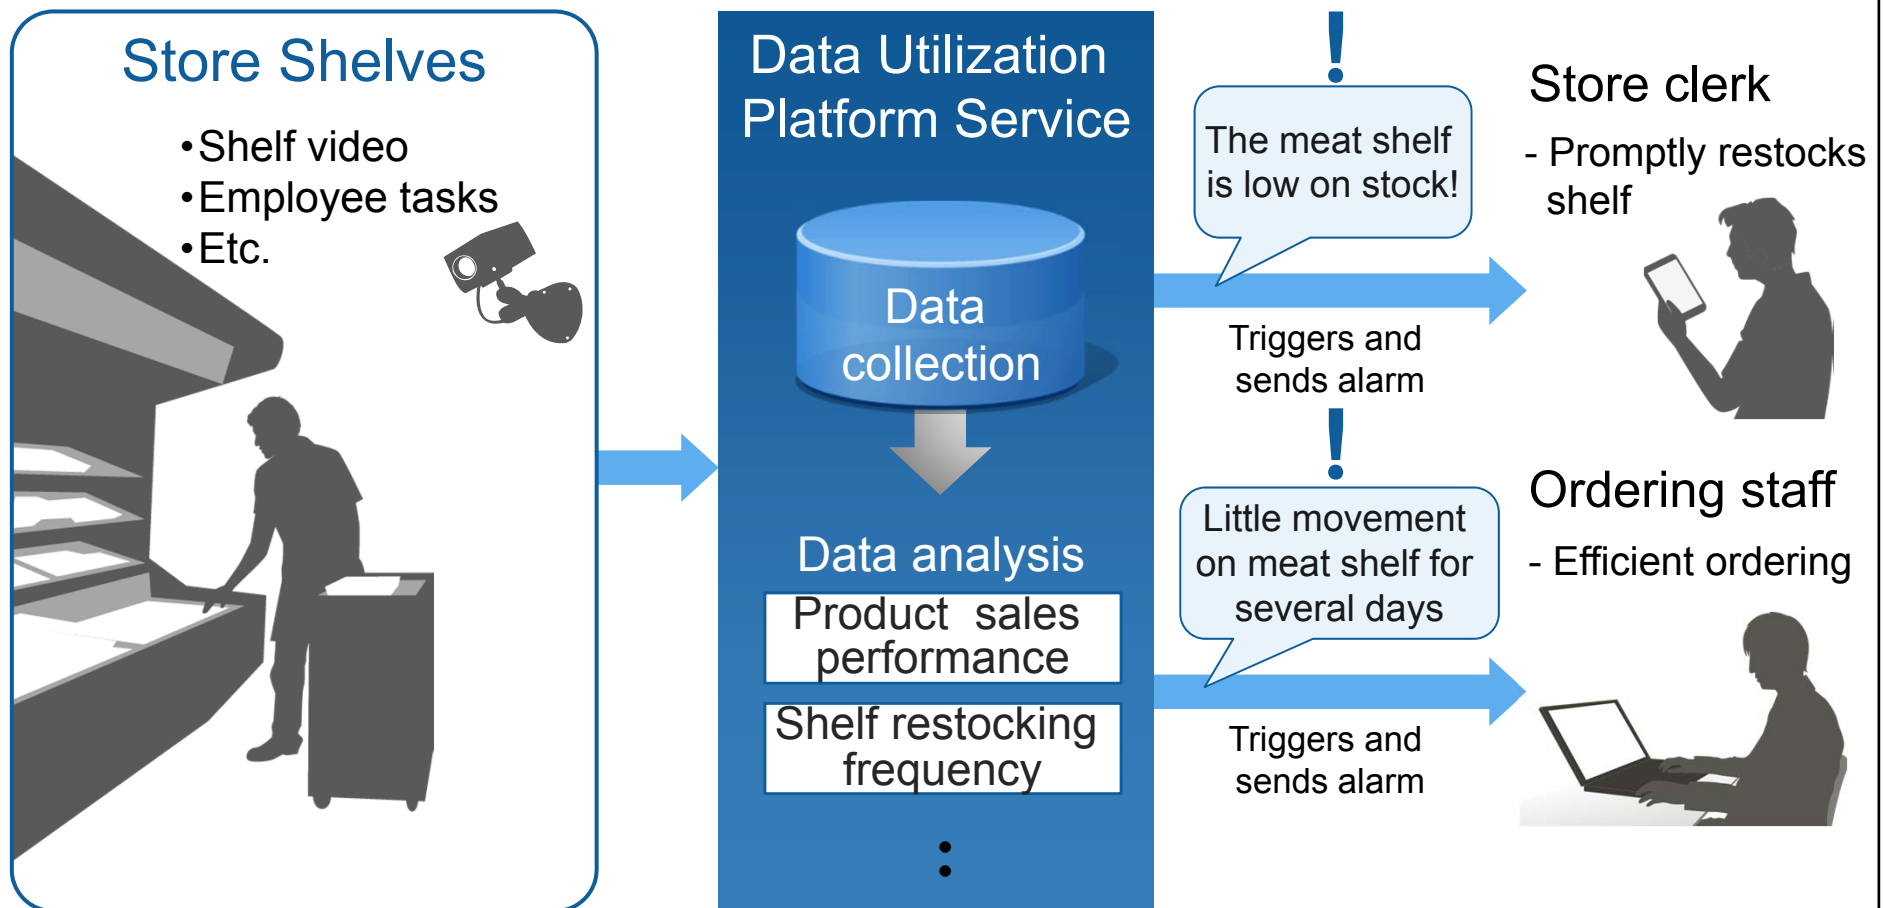 Store Shelves
•Shelf video
•Employee tasks
•Etc.
Data Utilization
Platform Service
Data
collection
Data analysis
Product sales
performance
Shelf restocking
frequency
:
!
The meat shelf
is low on stock!
Triggers and
sends alarm
Store clerk
- Promptly restocks
shelf
!
Little movement
on meat shelf for
several days
Triggers and
sends alarm
Ordering staff
- Efficient ordering